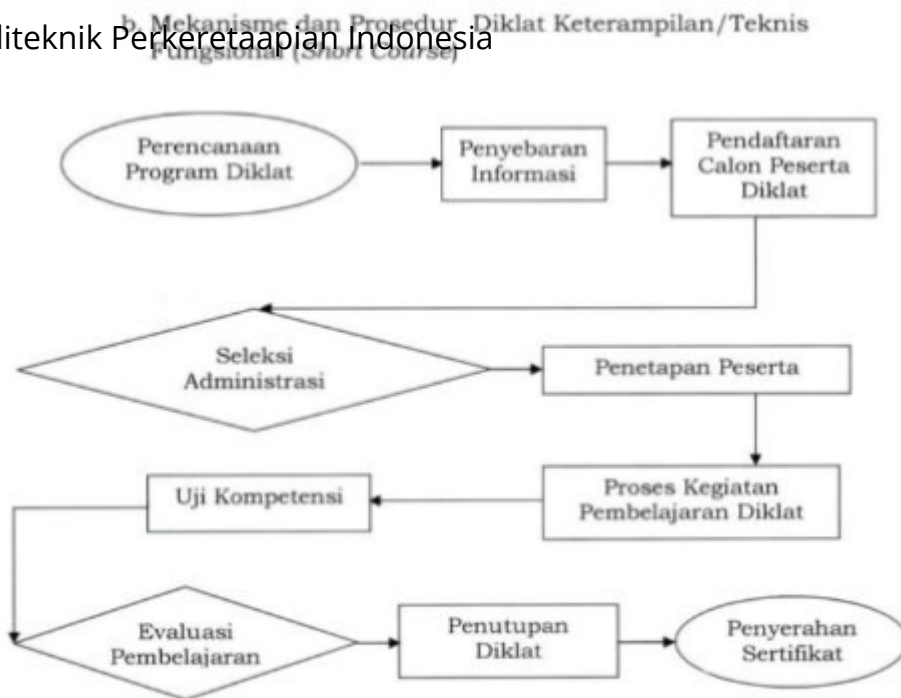 b. Mekanisme dan Prosedur Diklat Keterampilan/Teknis
liteknik Perkeretaapian Indonesia
Fungsional (Short Course)
Perencanaan
Program Diklat
Penyebaran
Informasi
Pendaftaran
Calon Peserta
Diklat
Seleksi
Administrasi
Penetapan Peserta
Proses Kegiatan
Pembelajaran Diklat
Uji Kompetensi
Evaluasi
Pembelajaran
Penutupan
Diklat
Penyerahan
Sertifikat